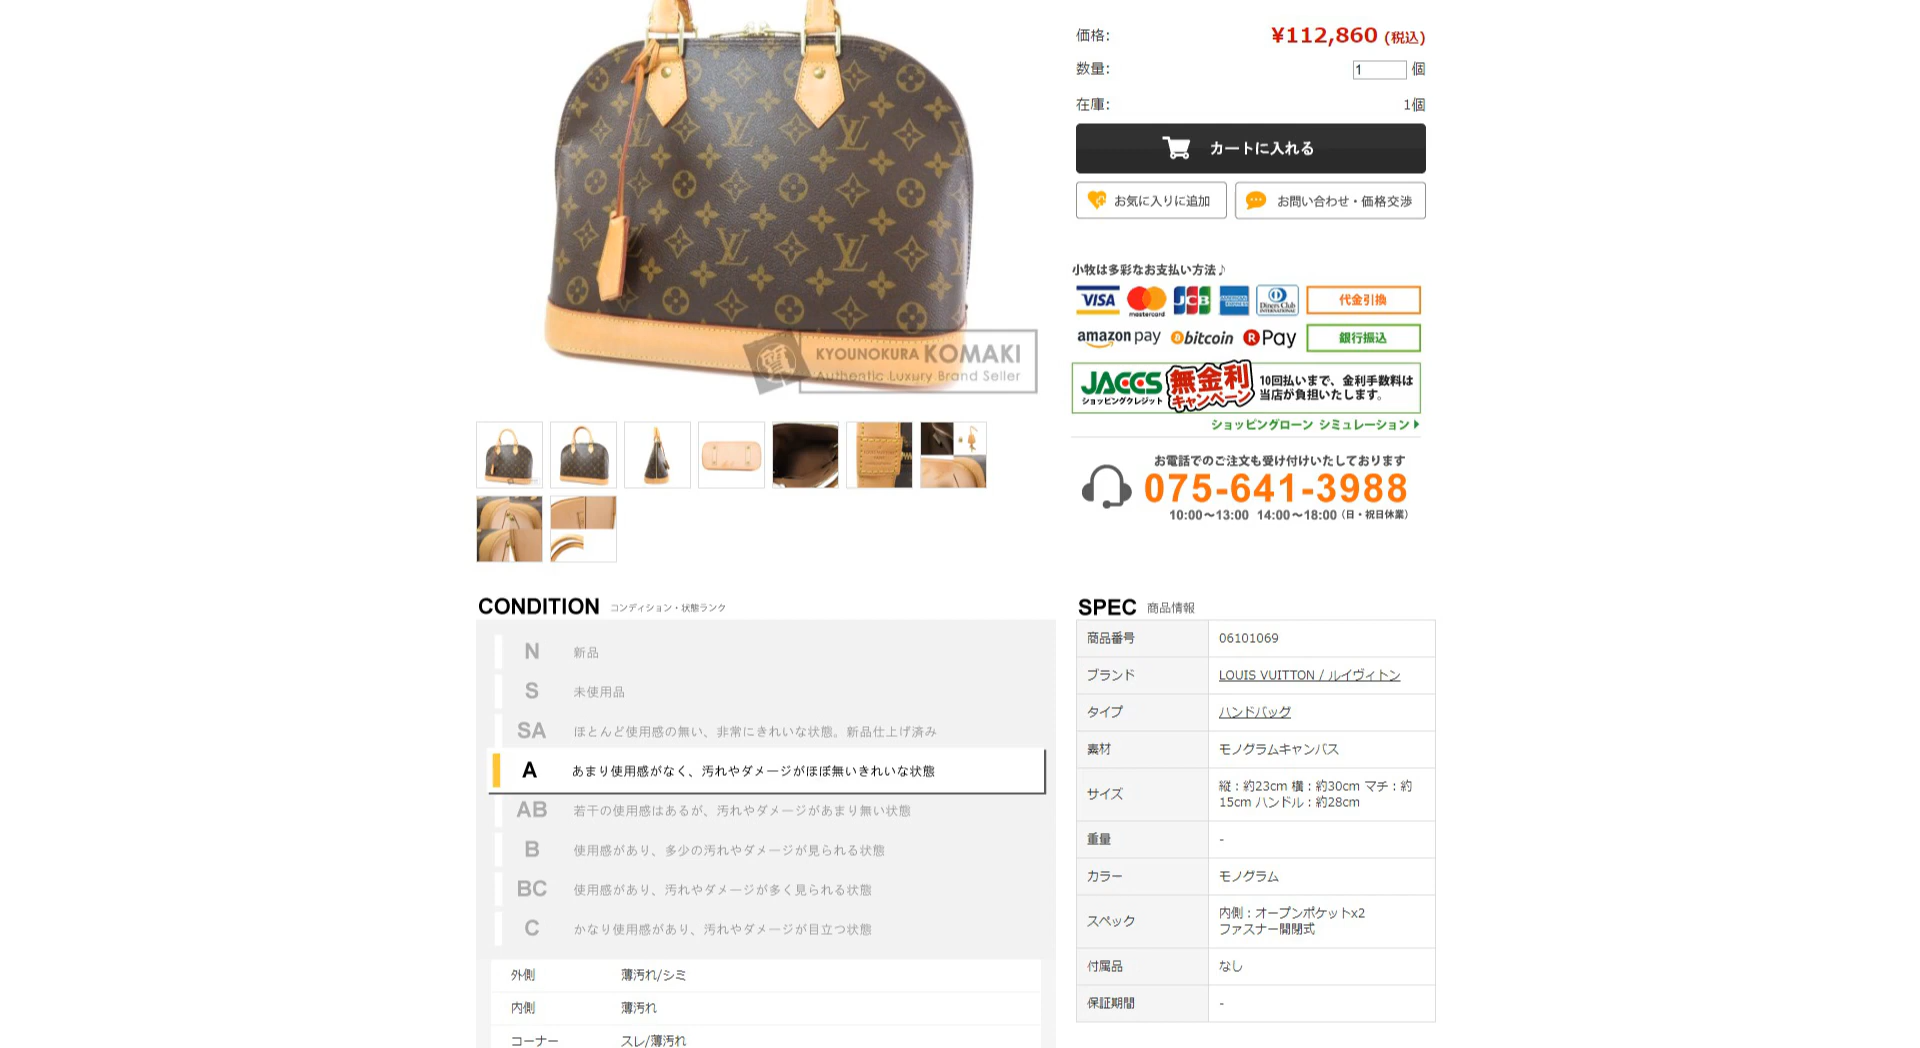 価格:
¥112,860 (税込)
数量:
1 個
在庫:
1個
カートに入れる
お気に入りに追加
お問い合わせ・価格交渉
小牧は多彩なお支払い方法♪
VISA mastercard JCB AMERICAN EXPRESS Diners Club INTERNATIONAL 代金引換
amazon pay bitcoin R Pay 銀行振込
JACCS ショッピングクレジット 無金利キャンペーン
10回払いまで、金利手数料は
当店が負担いたします。
ショッピングローン シミュレーション
お電話でのご注文も受け付けいたしております
075-641-3988
10:00〜13:00 14:00〜18:00 (日・祝日休業)
質 KYOUNOKURA KOMAKI
Authentic Luxury Brand Seller
CONDITION コンディション・状態ランク
N 新品
S 未使用品
SA ほとんど使用感の無い、非常にきれいな状態。新品仕上げ済み
A あまり使用感がなく、汚れやダメージがほぼ無いきれいな状態
AB 若干の使用感はあるが、汚れやダメージがあまり無い状態
B 使用感があり、多少の汚れやダメージが見られる状態
BC 使用感があり、汚れやダメージが多く見られる状態
C かなり使用感があり、汚れやダメージが目立つ状態
外側 薄汚れ/シミ
内側 薄汚れ
コーナー スレ/薄汚れ
SPEC 商品情報
商品番号 06101069
ブランド LOUIS VUITTON / ルイヴィトン
タイプ ハンドバッグ
素材 モノグラムキャンバス
サイズ 縦：約23cm 横：約30cm マチ：約
15cm ハンドル：約28cm
重量 -
カラー モノグラム
スペック 内側：オープンポケットx2
ファスナー開閉式
付属品 なし
保証期間 -